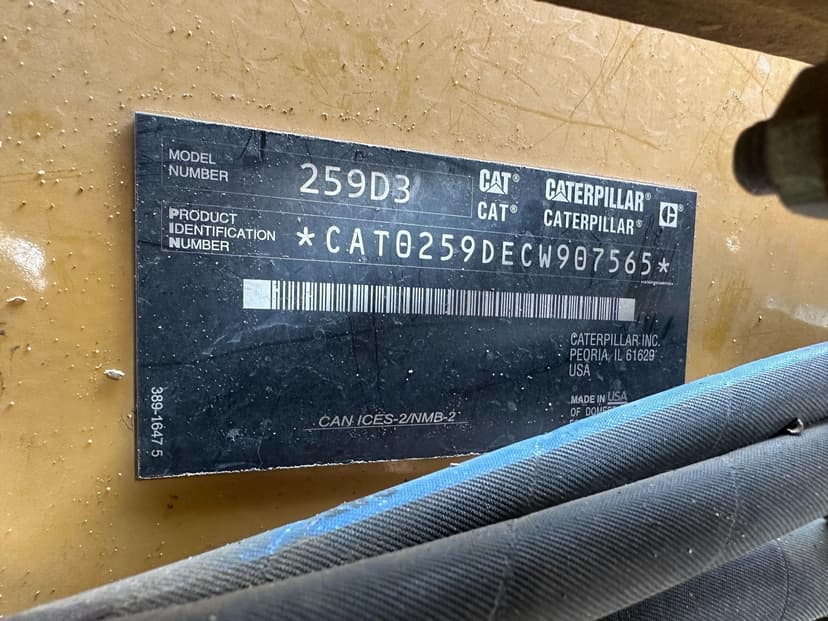 MODEL
NUMBER
259D3
CAT® CATERPILLAR®
CAT® CATERPILLAR®
PRODUCT
IDENTIFICATION
NUMBER
*CAT0259DECW907565*
CATERPILLAR INC.
PEORIA, IL 61629
USA
MADE IN USA
OF
CAN ICES-2/NMB-2
389-1647 5